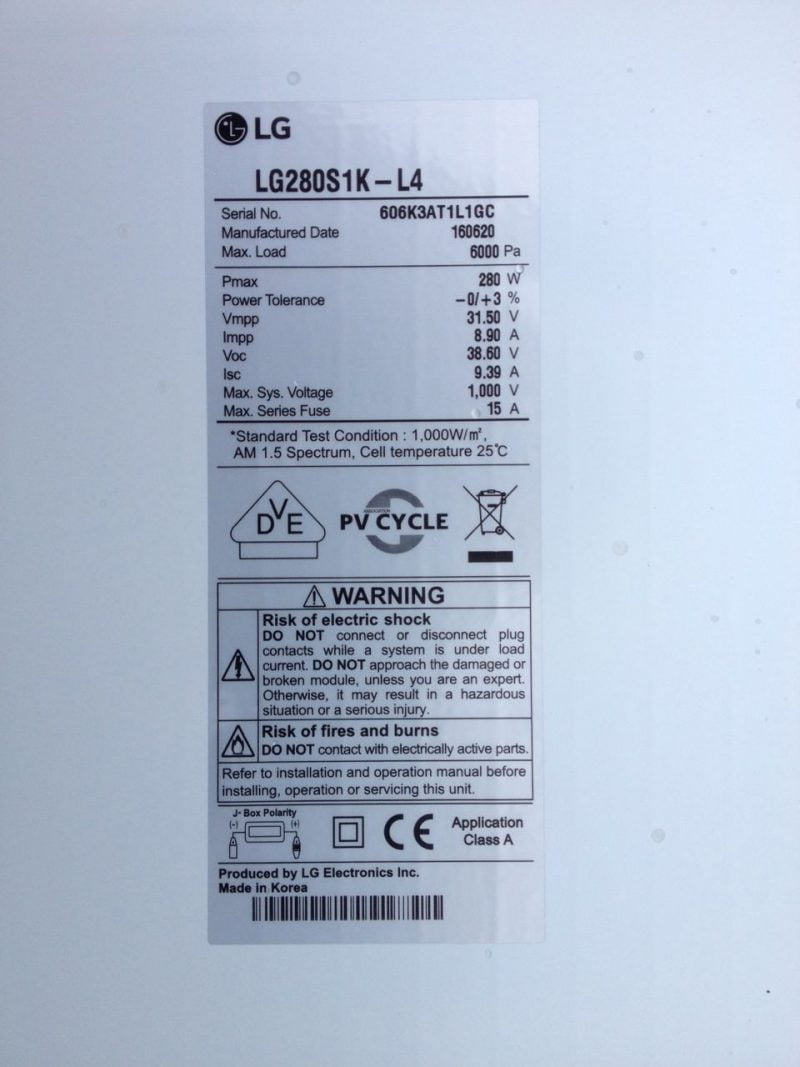 LG
LG280S1K-L4
Serial No. 606K3AT1L1GC
Manufactured Date 160620
Max. Load 6000 Pa
Pmax 280 W
Power Tolerance -0/+3 %
Vmpp 31.50 V
Impp 8.90 A
Voc 38.60 V
Isc 9.39 A
Max. Sys. Voltage 1,000 V
Max. Series Fuse 15 A
*Standard Test Condition : 1,000W/㎡,
AM 1.5 Spectrum, Cell temperature 25℃
DVE
ASSOCIATION
PV CYCLE
WARNING
Risk of electric shock
DO NOT connect or disconnect plug
contacts while a system is under load
current. DO NOT approach the damaged or
broken module, unless you are an expert.
Otherwise, it may result in a hazardous
situation or a serious injury.
Risk of fires and burns
DO NOT contact with electrically active parts.
Refer to installation and operation manual before
installing, operation or servicing this unit.
J-Box Polarity
(-) (+)
CE
Application
Class A
Produced by LG Electronics Inc.
Made in Korea